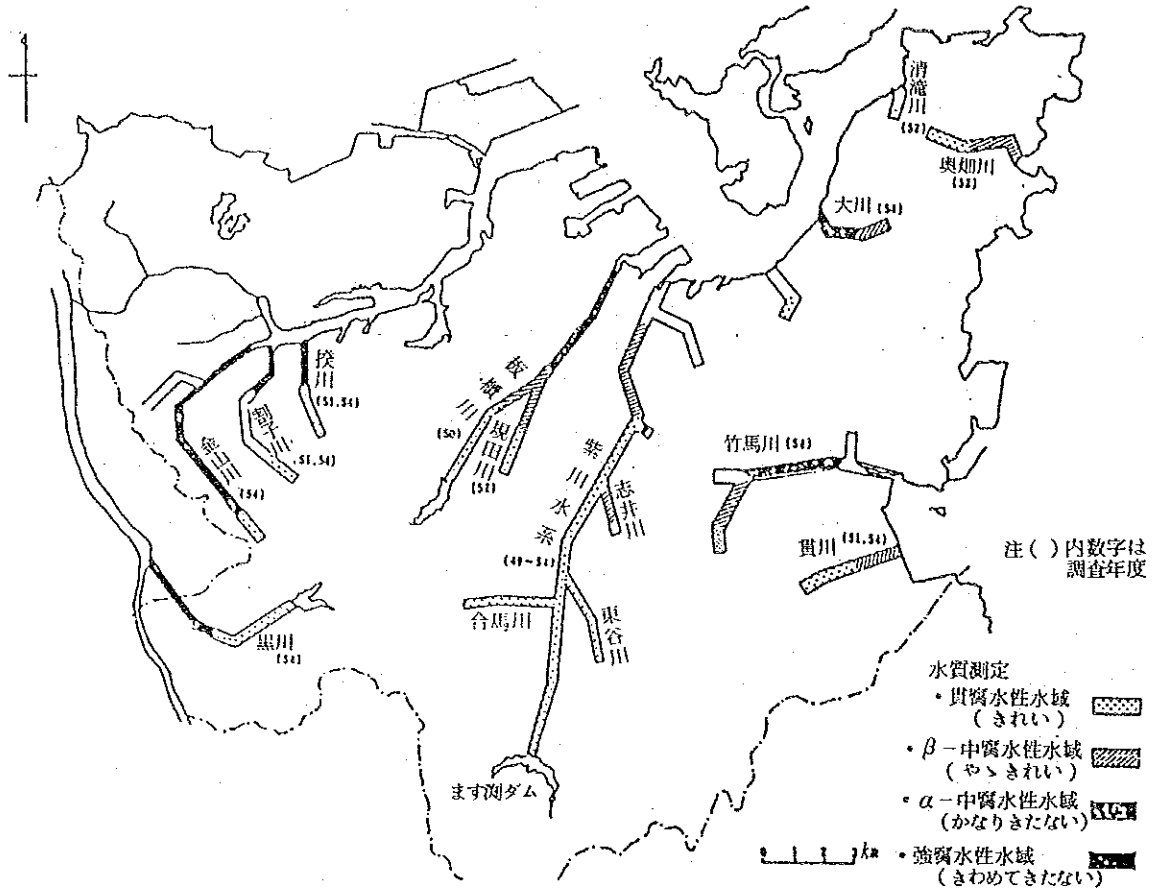 清滝川
(52)
奥畑川
(52)
大川 (54)
揆川
(51.54)
割子川
(51.54)
金山川
(54)
板櫃川
(50)
槻田川
(52)
紫川水系
(49~54)
志井川
竹馬川 (54)
貫川 (51.54)
合馬川
東谷川
黒川
(54)
ます渕ダム
注( )内数字は
調査年度
水質測定
・貫腐水性水域
(きれい)
・β-中腐水性水域
(やゝきれい)
・α-中腐水性水域
(かなりきたない)
・強腐水性水域
(きわめてきたない)
km